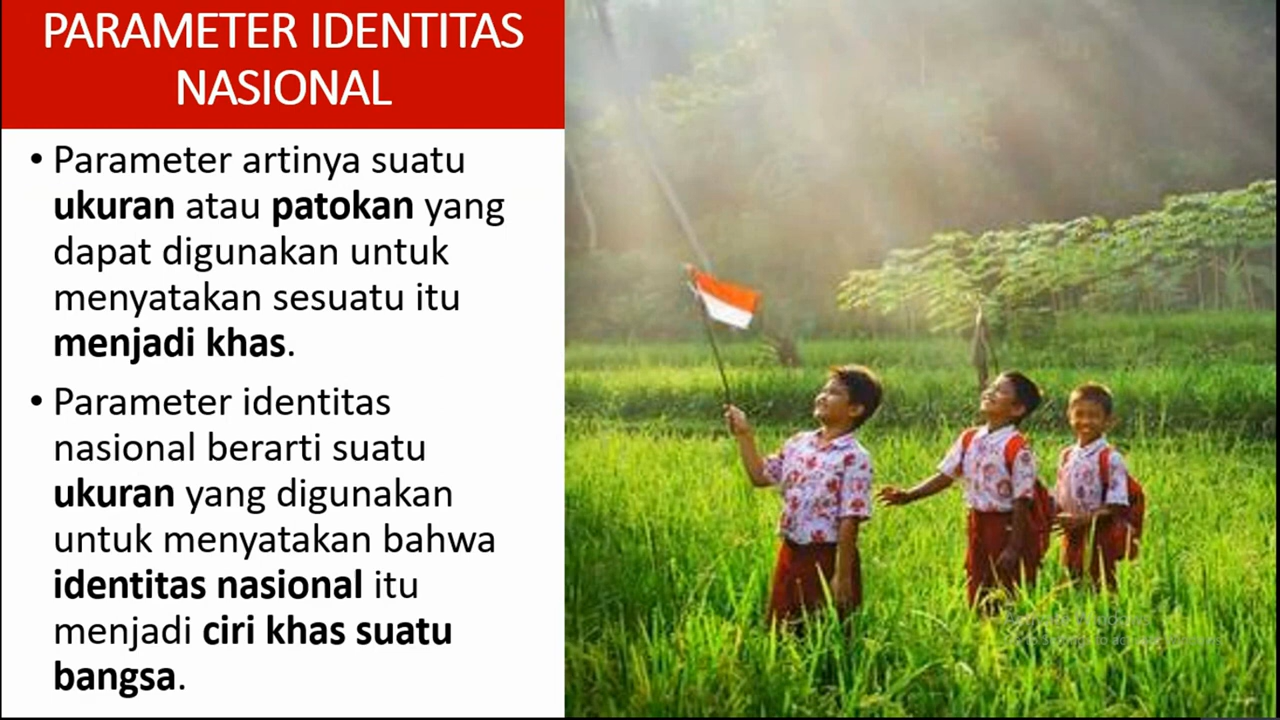 PARAMETER IDENTITAS
NASIONAL
• Parameter artinya suatu
ukuran atau patokan yang
dapat digunakan untuk
menyatakan sesuatu itu
menjadi khas.
• Parameter identitas
nasional berarti suatu
ukuran yang digunakan
untuk menyatakan bahwa
identitas nasional itu
menjadi ciri khas suatu
bangsa.